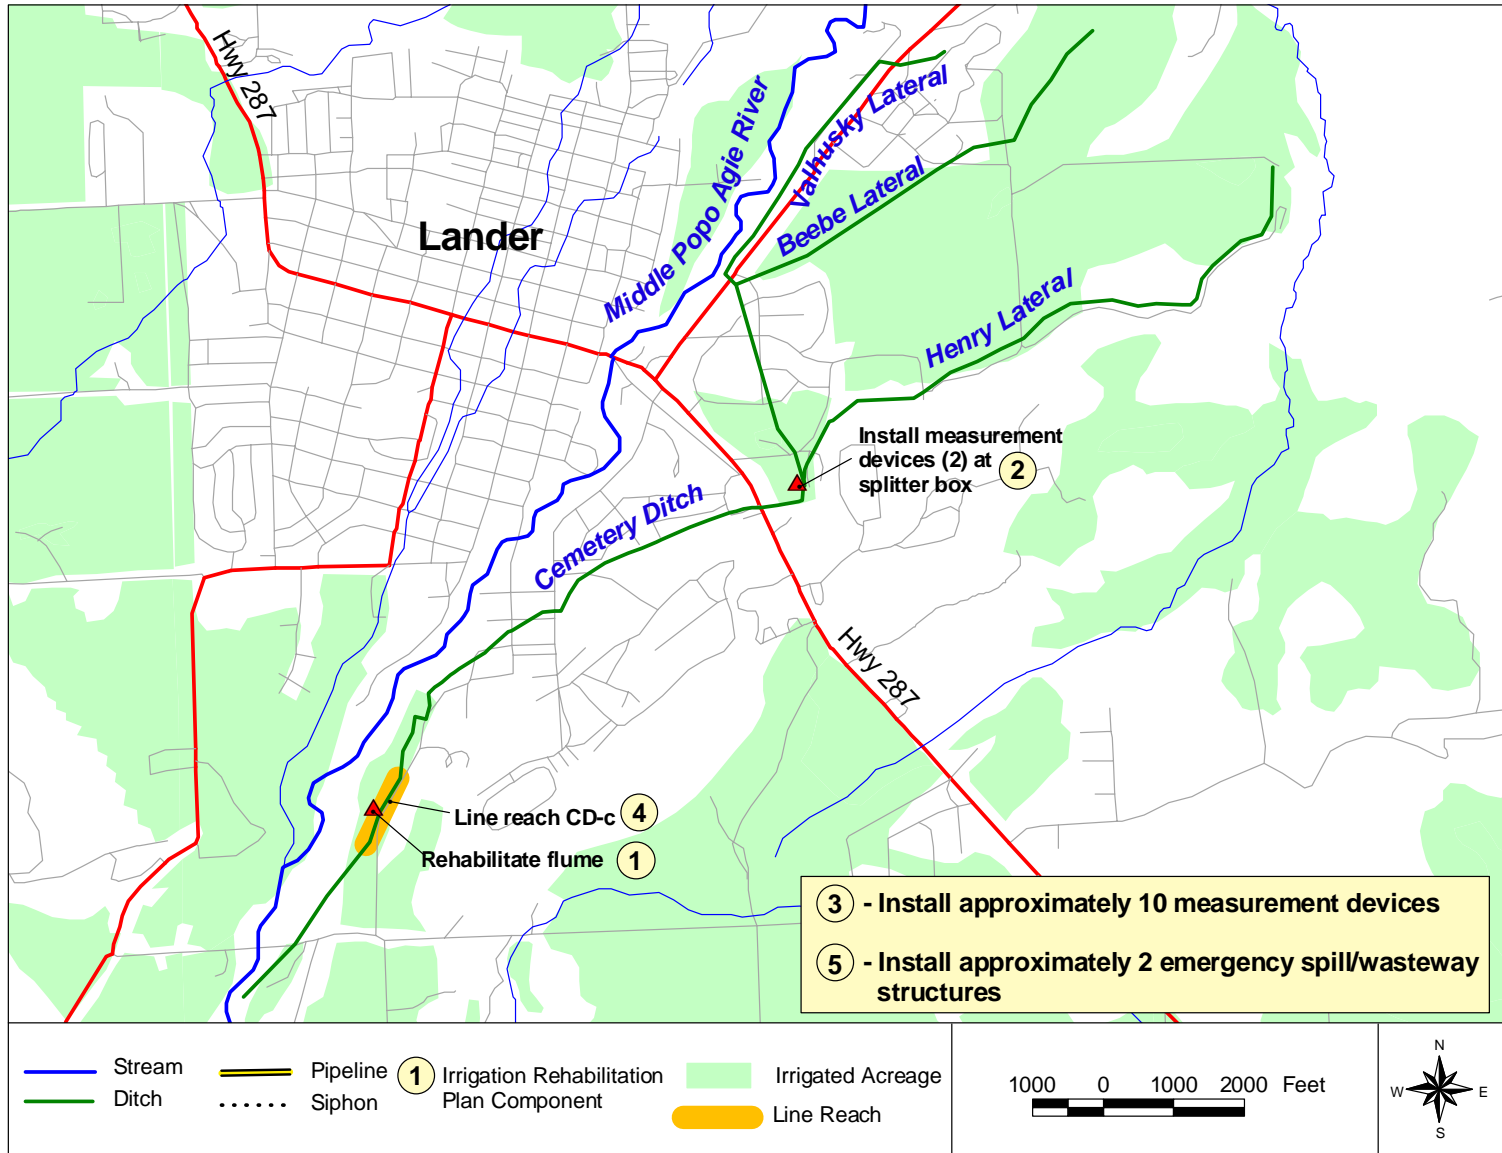 Hwy 287
Middle Popo Agie River
Valhusky Lateral
Beebe Lateral
Lander
Henry Lateral
Install measurement
devices (2) at
splitter box
2
Cemetery Ditch
Hwy 287
Line reach CD-c
4
Rehabilitate flume
1
3 - Install approximately 10 measurement devices
5 - Install approximately 2 emergency spill/wasteway
structures
Stream
Ditch
Pipeline
Siphon
1
Irrigation Rehabilitation
Plan Component
Irrigated Acreage
Line Reach
1000 0 1000 2000 Feet
N
W E
S